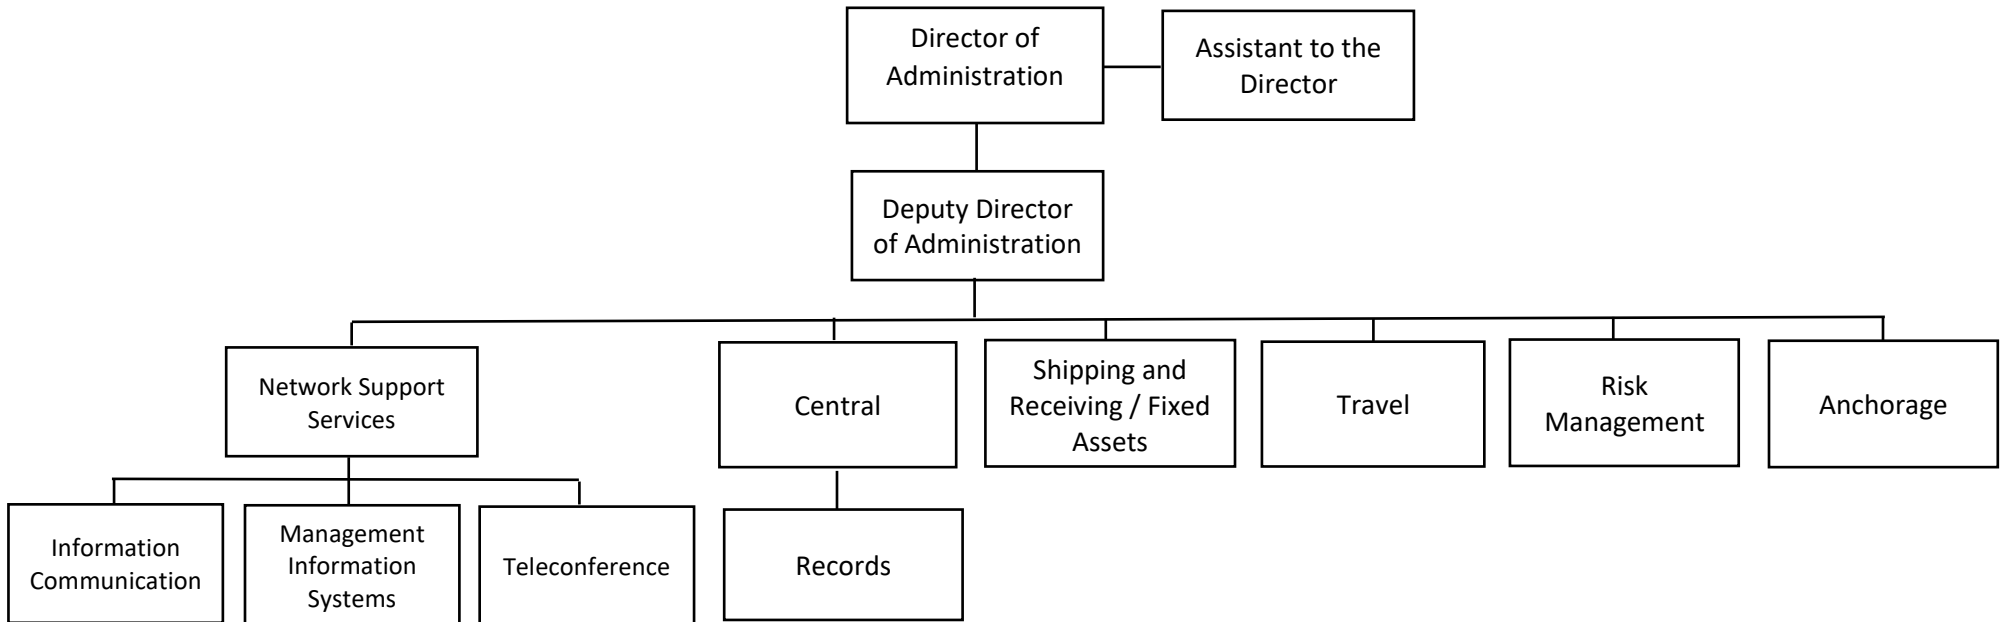 Director of
Administration
Assistant to the
Director
Deputy Director
of Administration
Network Support
Services
Central
Shipping and
Receiving / Fixed
Assets
Travel
Risk
Management
Anchorage
Information
Communication
Management
Information
Systems
Teleconference
Records